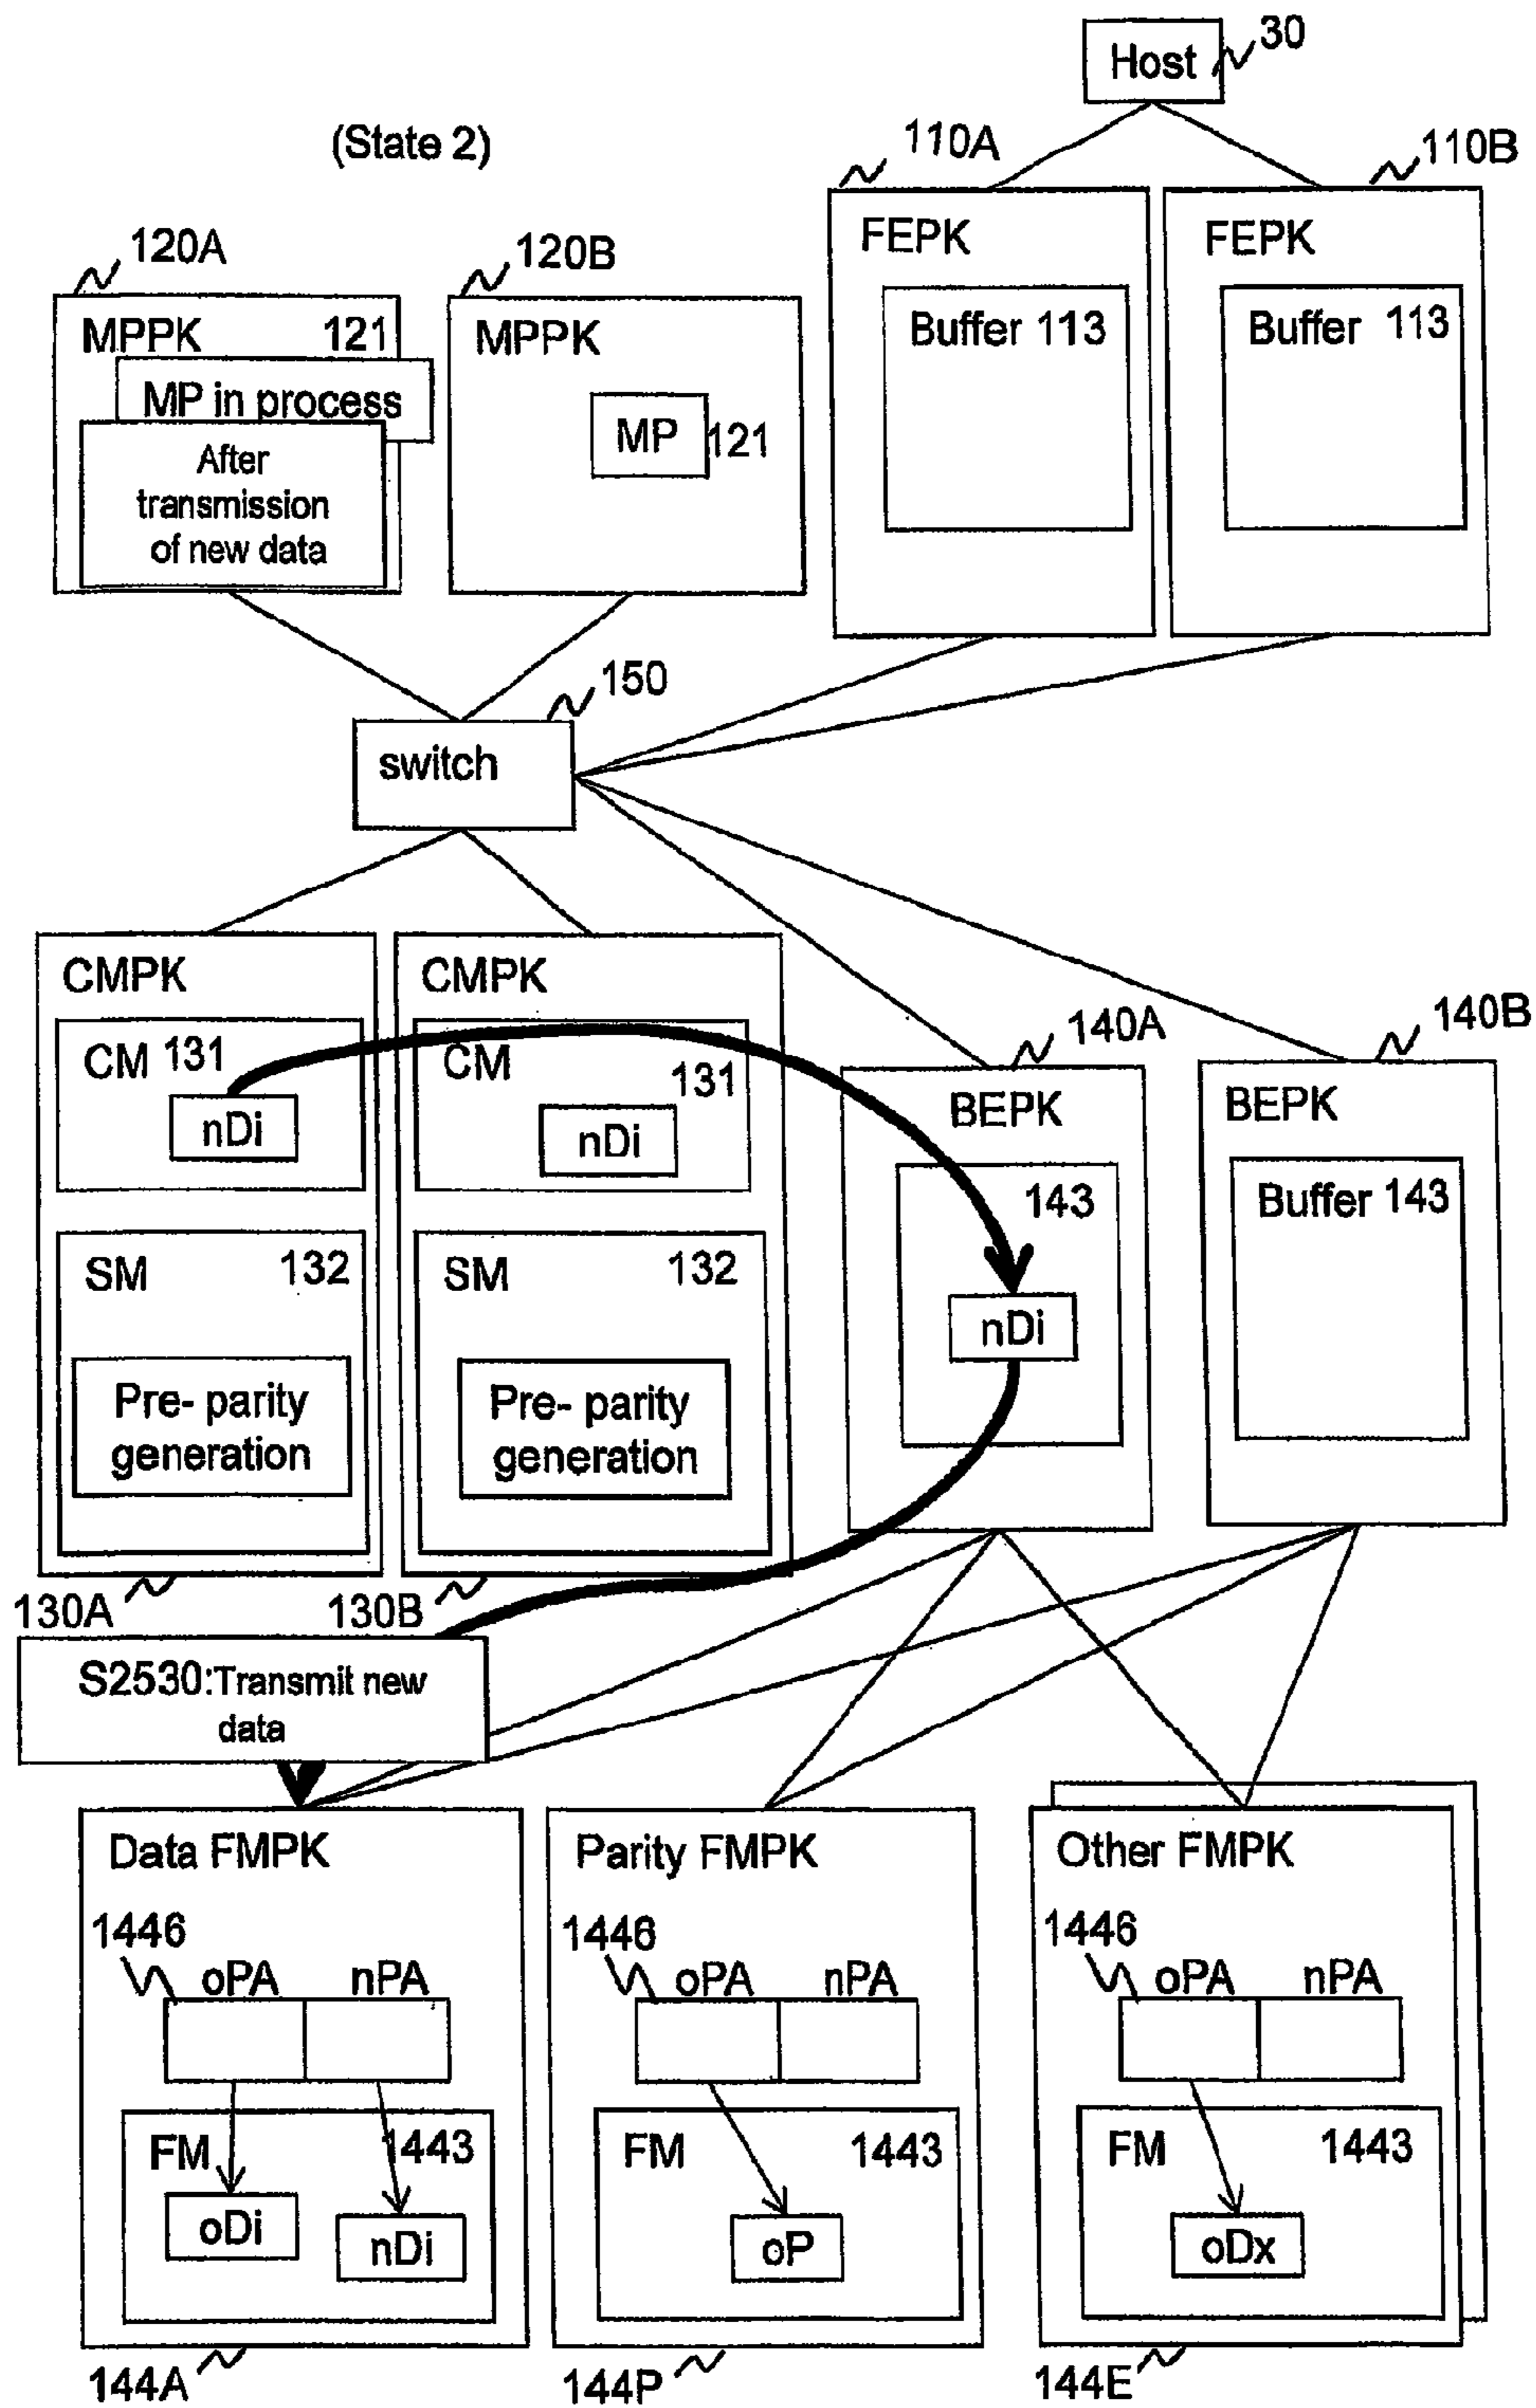 Host
30
(State 2)
110A
110B
FEPK
Buffer 113
FEPK
Buffer 113
120A
120B
MPPK
121
MP in process
After
transmission
of new data
MPPK
MP
121
150
switch
CMPK
CM 131
nDi
SM 132
Pre- parity
generation
130A
CMPK
CM
131
nDi
SM 132
Pre- parity
generation
130B
140A
BEPK
143
nDi
140B
BEPK
Buffer 143
S2530:Transmit new
data
Data FMPK
1446
oPA nPA
FM 1443
oDi
nDi
144A
Parity FMPK
1446
oPA nPA
FM 1443
oP
144P
Other FMPK
1446
oPA nPA
FM 1443
oDx
144E